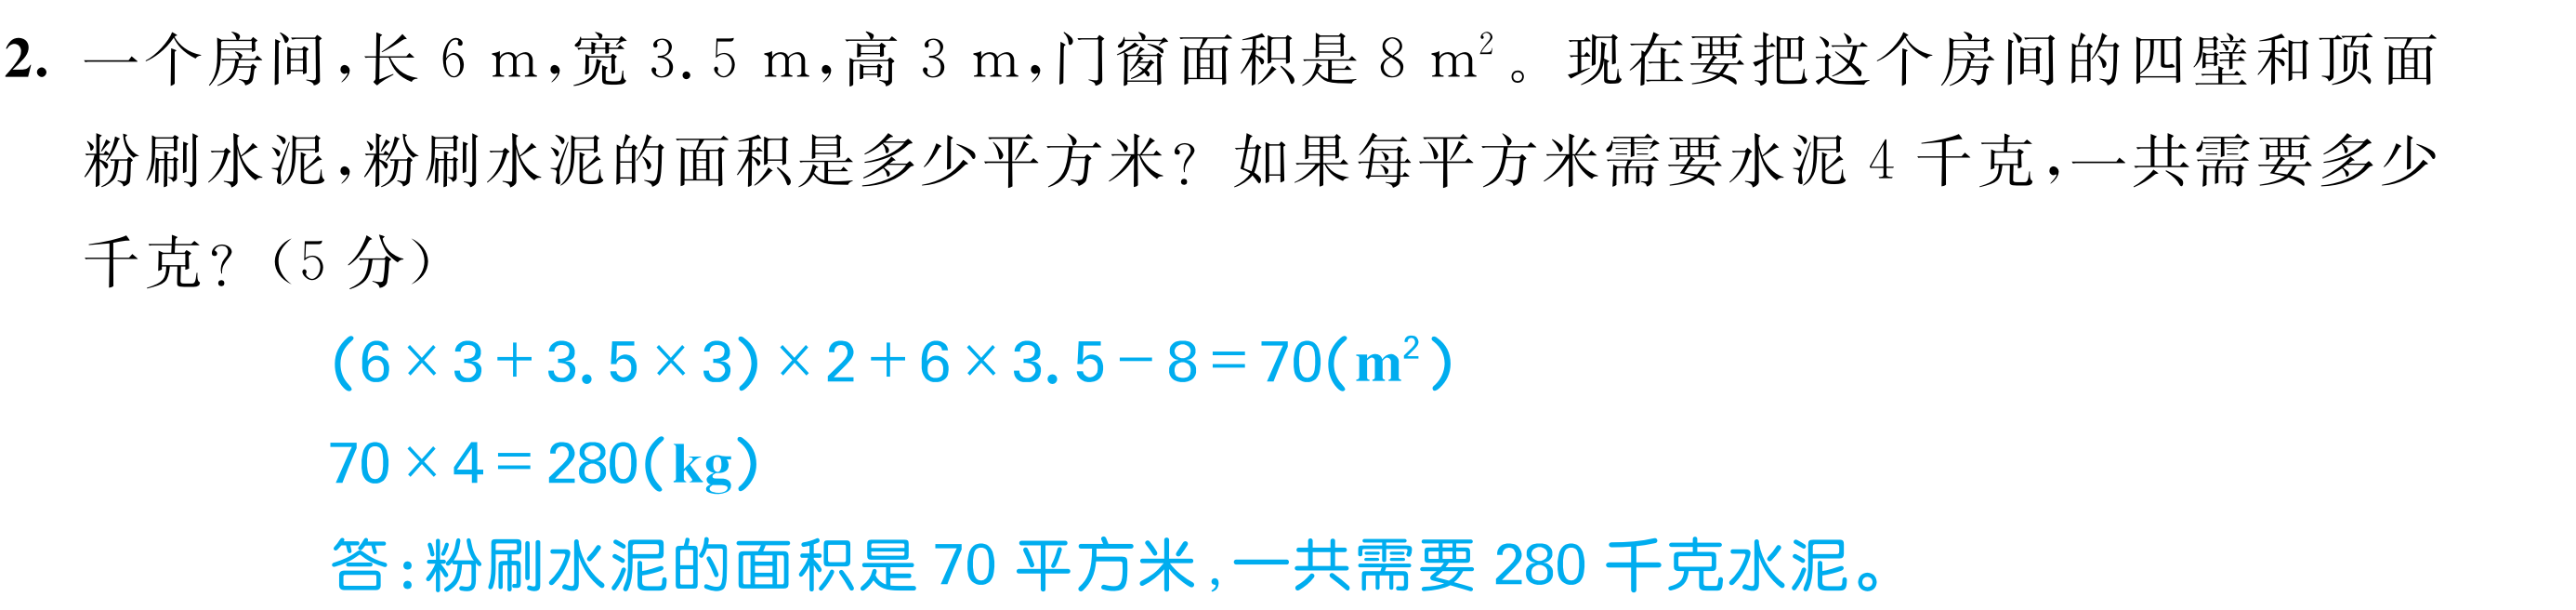 2. 一个房间,长 6 m,宽 3.5 m,高 3 m,门窗面积是 8 m²。现在要把这个房间的四壁和顶面
粉刷水泥,粉刷水泥的面积是多少平方米? 如果每平方米需要水泥 4 千克,一共需要多少
千克?(5 分)
(6×3+3.5×3)×2+6×3.5-8=70(m²)
70×4=280(kg)
答:粉刷水泥的面积是 70 平方米,一共需要 280 千克水泥。